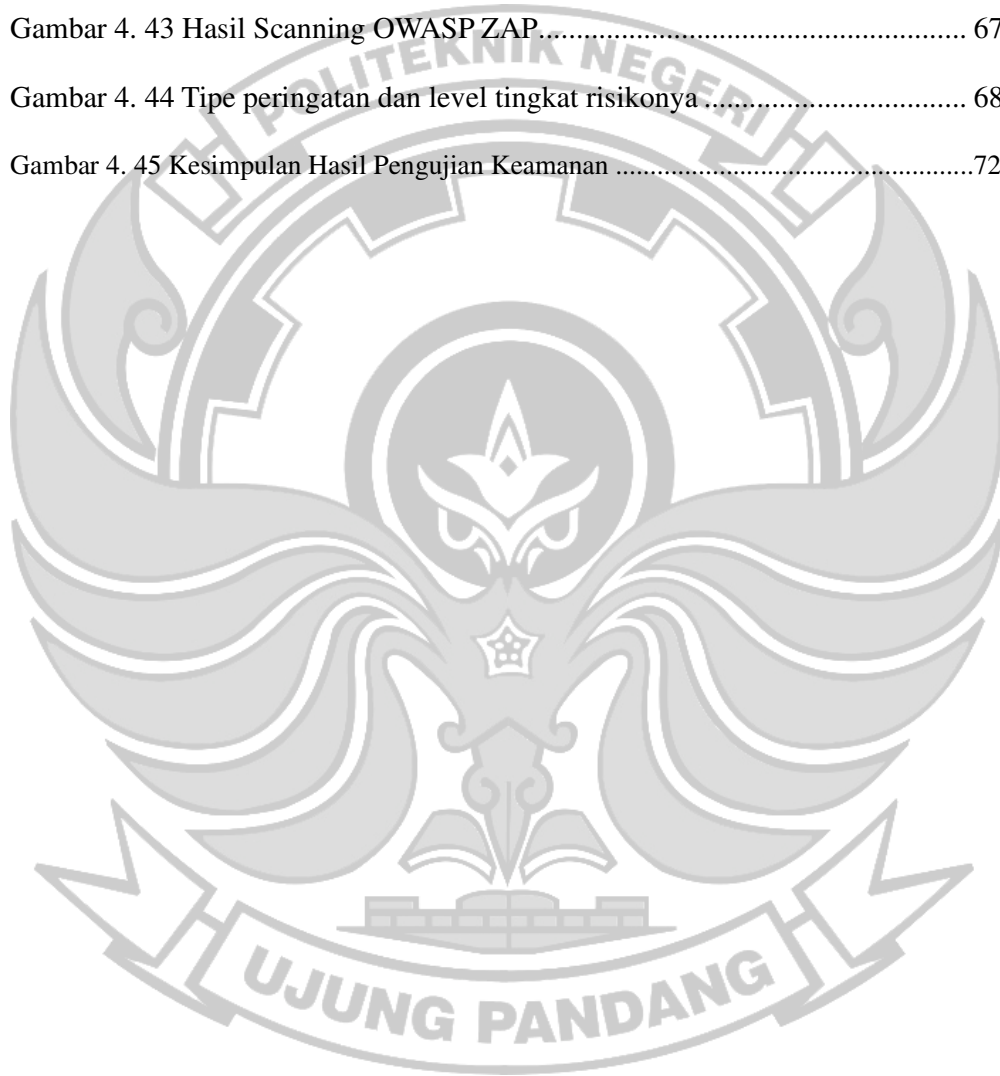 Gambar 4. 43 Hasil Scanning OWASP ZAP.................................................... 67
Gambar 4. 44 Tipe peringatan dan level tingkat risikonya ................................ 68
Gambar 4. 45 Kesimpulan Hasil Pengujian Keamanan ....................................................72
POLITEKNIK NEGERI
UJUNG PANDANG